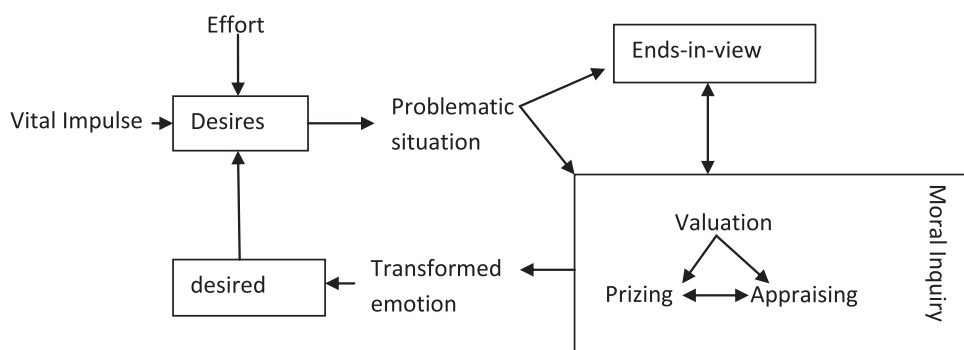 Effort
Ends-in-view
Vital Impulse
Desires
Problematic
situation
Moral Inquiry
Valuation
Prizing
Appraising
Transformed
emotion
desired